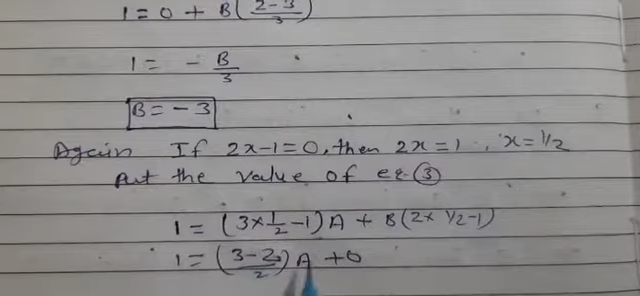 1 = 0 + B(2-3/3)
1 = - B/3
B = - 3
Again If 2x-1=0, then 2x=1, x=1/2
Put the value of eq ③
1 = (3×1/2-1)A + B(2× 1/2-1)
1 = (3-2/2)A + 0